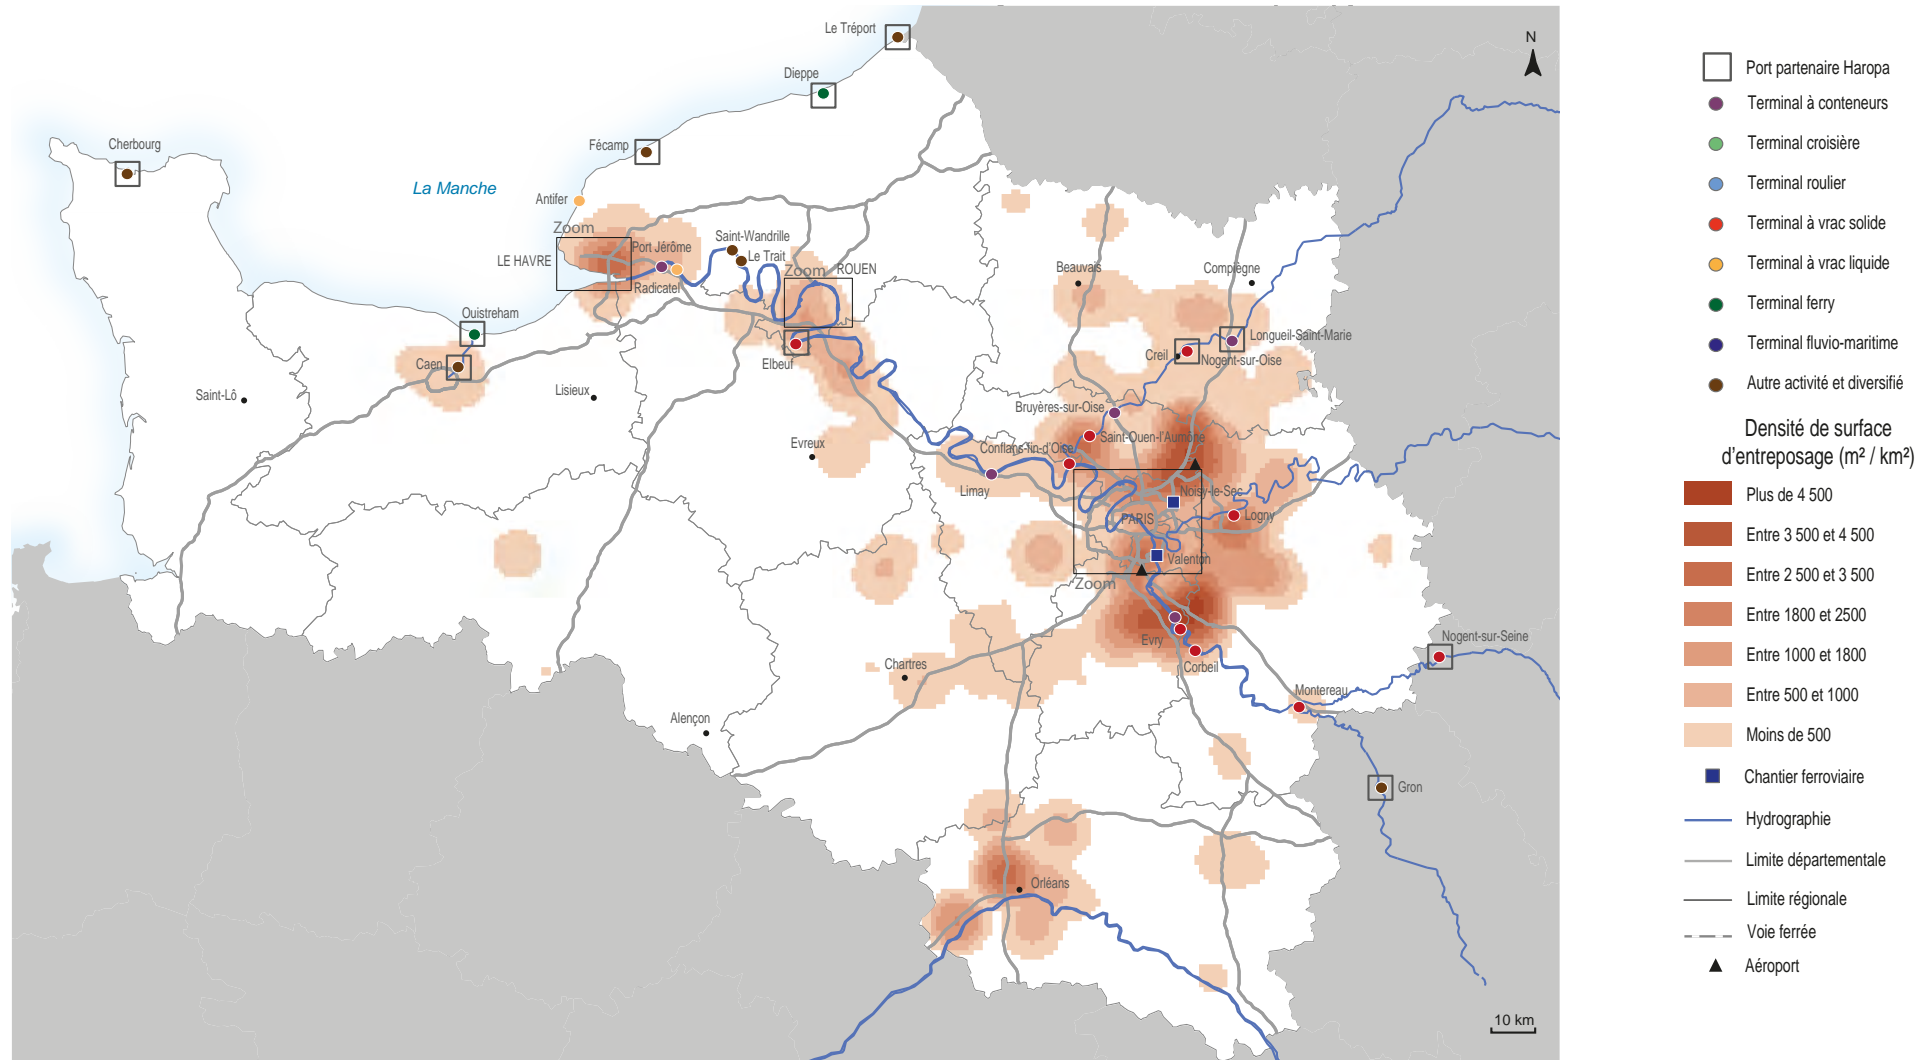 Le Tréport
N
Dieppe
Cherbourg
Fécamp
La Manche
Antifer
Zoom
LE HAVRE
Port Jérôme
Radicatel
Saint-Wandrille
Le Trait
Zoom
ROUEN
Beauvais
Compiègne
Ouistreham
Caen
Elbeuf
Longueil-Saint-Marie
Creil
Nogent-sur-Oise
Saint-Lô
Lisieux
Bruyères-sur-Oise
Evreux
Saint-Ouen-l'Aumône
Conflans-fin-d'Oise
Limay
Noisy-le-Sec
PARIS
Logny
Valenton
Zoom
Evry
Corbeil
Nogent-sur-Seine
Chartres
Montereau
Alençon
Gron
Orléans
10 km
Port partenaire Haropa
Terminal à conteneurs
Terminal croisière
Terminal roulier
Terminal à vrac solide
Terminal à vrac liquide
Terminal ferry
Terminal fluvio-maritime
Autre activité et diversifié
Densité de surface
d'entreposage (m² / km²)
Plus de 4 500
Entre 3 500 et 4 500
Entre 2 500 et 3 500
Entre 1800 et 2500
Entre 1000 et 1800
Entre 500 et 1000
Moins de 500
Chantier ferroviaire
Hydrographie
Limite départementale
Limite régionale
Voie ferrée
Aéroport